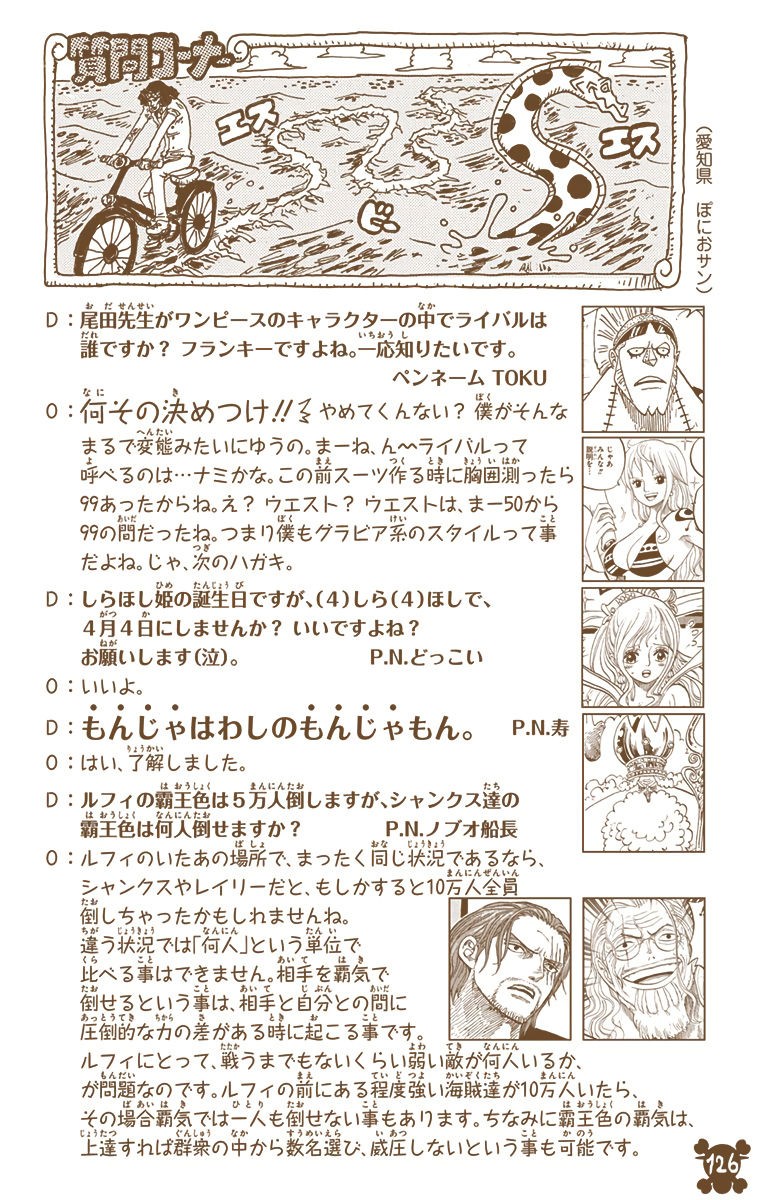 質問コーナー
エス
ビー
エス
（愛知県　ぽにおサン）
D：尾田先生がワンピースのキャラクターの中でライバルは
誰ですか？ フランキーですよね。一応知りたいです。
ペンネーム TOKU
O：何その決めつけ!! やめてくんない？ 僕がそんな
まるで変態みたいにゆうの。まーね、ん〜ライバルって
呼べるのは…ナミかな。この前スーツ作る時に胸囲測ったら
99あったからね。え？ ウエスト？ ウエストは、まー50から
99の間だったね。つまり僕もグラビア系のスタイルって事
だよね。じゃ、次のハガキ。
じゃあみんな!!
説明を…
D：しらほし姫の誕生日ですが、（4）しら（4）ほしで、
4月4日にしませんか？ いいですよね？
お願いします（泣）。　P.N.どっこい
O：いいよ。
D：もんじゃはわしのもんじゃもん。　P.N.寿
O：はい、了解しました。
D：ルフィの覇王色は５万人倒しますが、シャンクス達の
覇王色は何人倒せますか？　P.N.ノブオ船長
O：ルフィのいたあの場所で、まったく同じ状況であるなら、
シャンクスやレイリーだと、もしかすると10万人全員
倒しちゃったかもしれませんね。
違う状況では「何人」という単位で
比べる事はできません。相手を覇気で
倒せるという事は、相手と自分との間に
圧倒的な力の差がある時に起こる事です。
ルフィにとって、戦うまでもないくらい弱い敵が何人いるか、
が問題なのです。ルフィの前にある程度強い海賊達が10万人いたら、
その場合覇気では一人も倒せない事もあります。ちなみに覇王色の覇気は、
上達すれば群衆の中から数名選び、威圧しないという事も可能です。
126